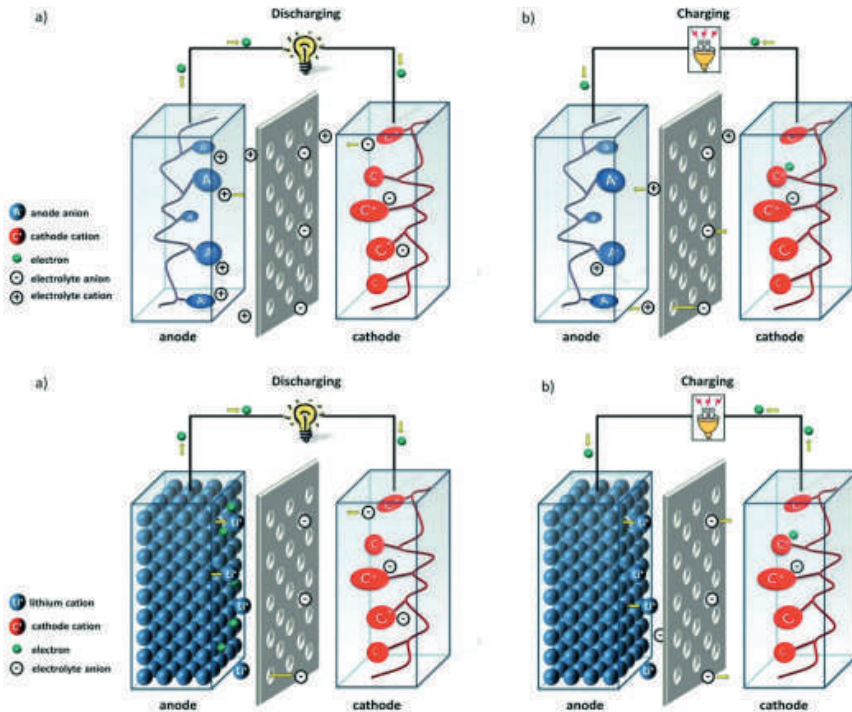 a)
Discharging
b)
Charging
A⁻ anode anion
C⁺ cathode cation
electron
- electrolyte anion
+ electrolyte cation
anode
cathode
anode
cathode
a)
Discharging
b)
Charging
Li⁺ lithium cation
C⁺ cathode cation
electron
- electrolyte anion
anode
cathode
anode
cathode